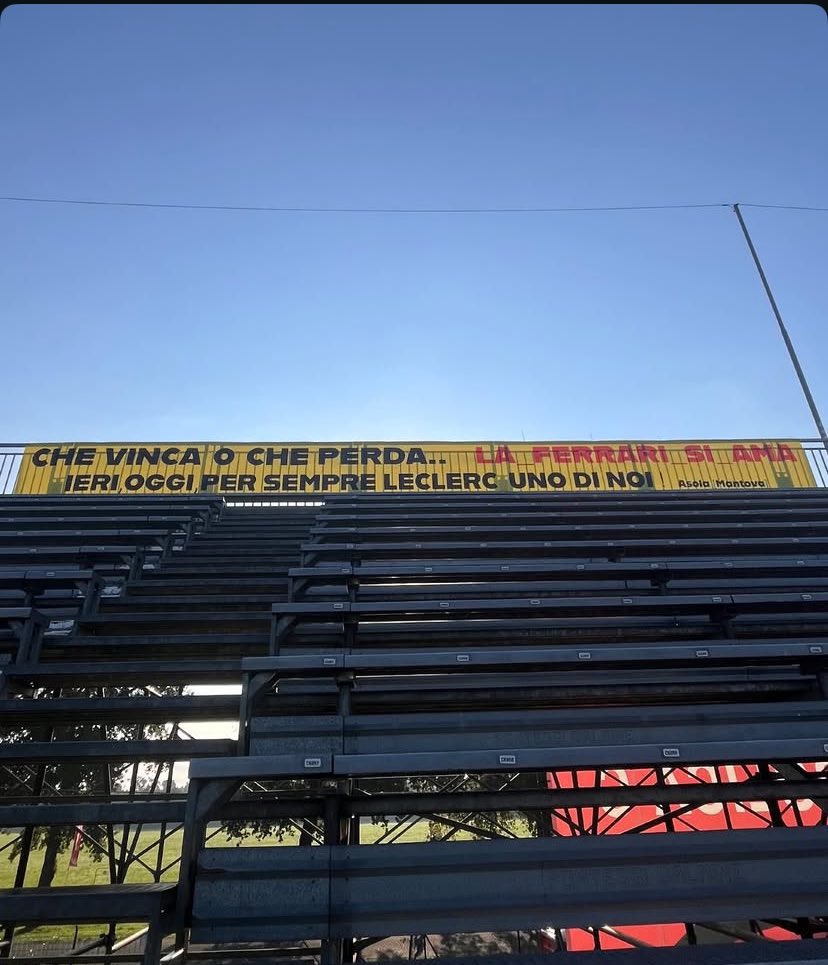 CHE VINCA O CHE PERDA.. LA FERRARI SI AMA
IERI,OGGI,PER SEMPRE LECLERC UNO DI NOI Asola Mantova